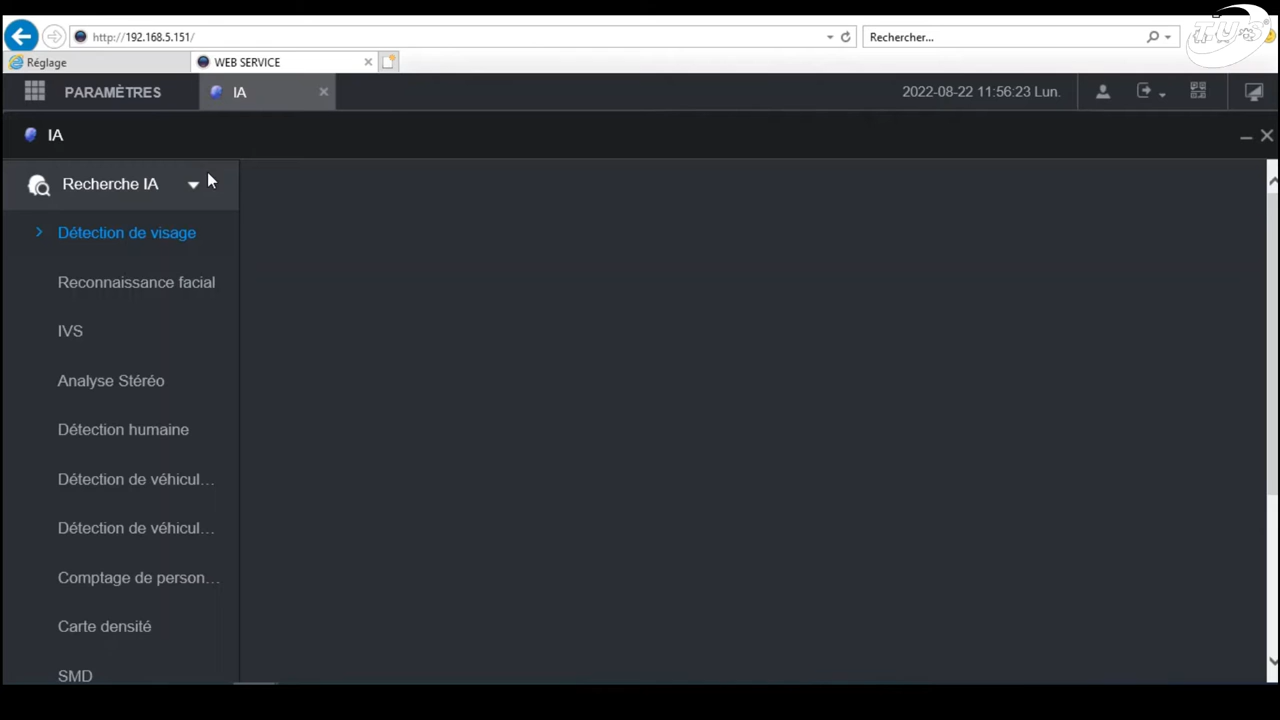 TYS
http://192.168.5.151/
Rechercher...
Réglage
WEB SERVICE
PARAMÈTRES
IA
2022-08-22 11:56:23 Lun.
IA
Recherche IA
Détection de visage
Reconnaissance facial
IVS
Analyse Stéréo
Détection humaine
Détection de véhicul...
Détection de véhicul...
Comptage de person...
Carte densité
SMD